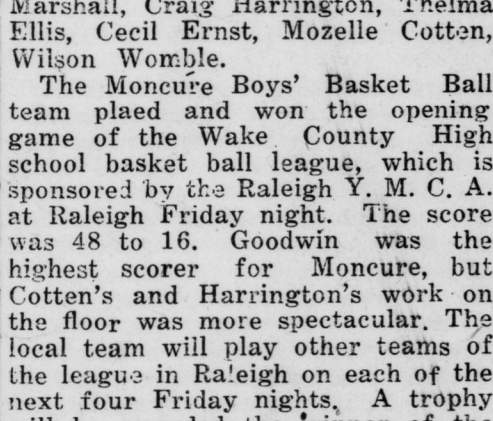 Marshall, Craig Harrington, Thelma
Ellis, Cecil Ernst, Mozelle Cotten,
Wilson Womble.
The Moncure Boys' Basket Ball
team plaed and won the opening
game of the Wake County High
school basket ball league, which is
sponsored by the Raleigh Y. M. C. A.
at Raleigh Friday night. The score
was 48 to 16. Goodwin was the
highest scorer for Moncure, but
Cotten's and Harrington's work on
the floor was more spectacular. The
local team will play other teams of
the league in Raleigh on each of the
next four Friday nights. A trophy